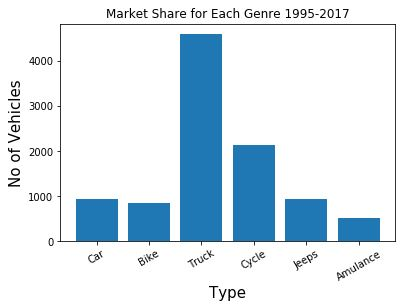 Market Share for Each Genre 1995-2017
No of Vehicles
4000
3000
2000
1000
0
Car
Bike
Truck
Cycle
Jeeps
Amulance
Type